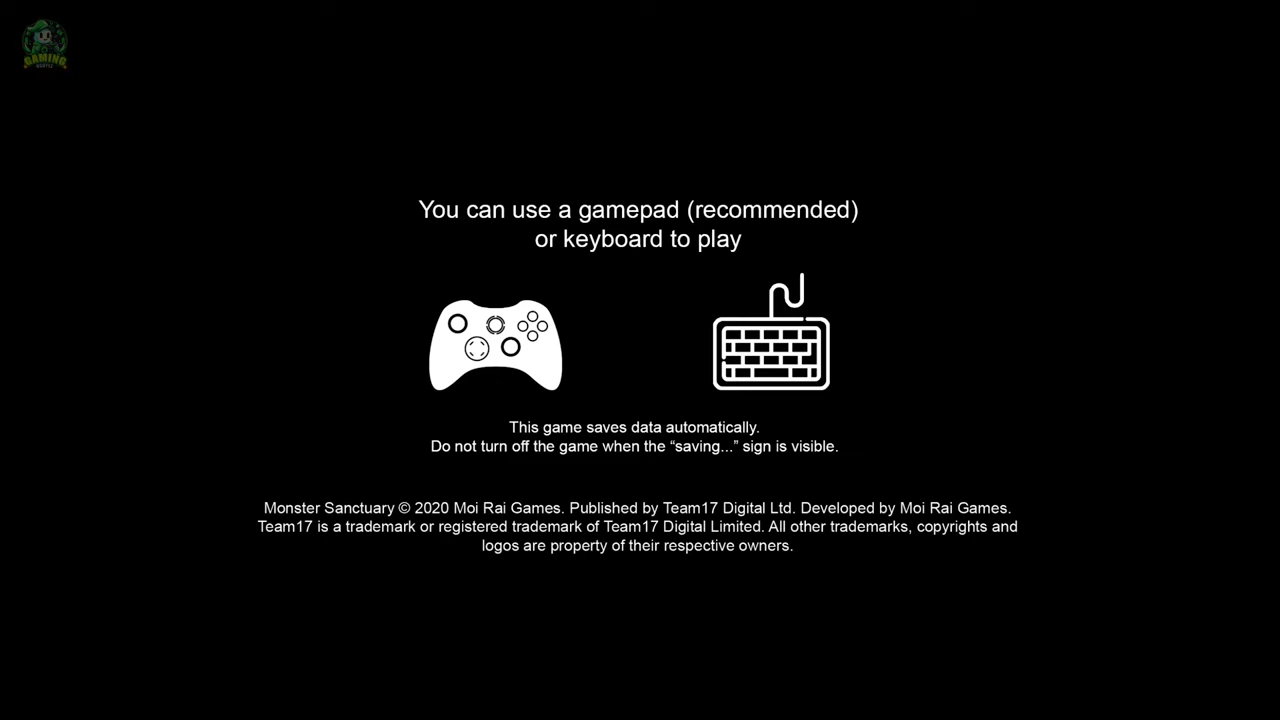 GAMING
You can use a gamepad (recommended)
or keyboard to play
This game saves data automatically.
Do not turn off the game when the “saving...” sign is visible.
Monster Sanctuary © 2020 Moi Rai Games. Published by Team17 Digital Ltd. Developed by Moi Rai Games.
Team17 is a trademark or registered trademark of Team17 Digital Limited. All other trademarks, copyrights and
logos are property of their respective owners.